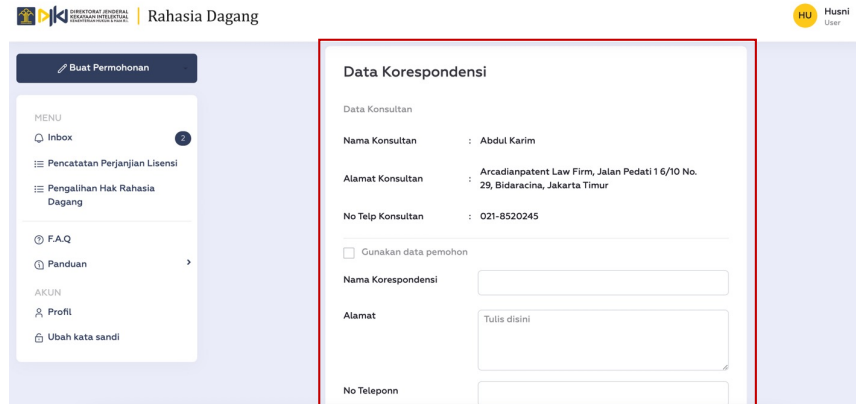 DIREKTORAT JENDERAL
KEKAYAAN INTELEKTUAL
Rahasia Dagang
HU
Husni
User
Buat Permohonan
MENU
Inbox
2
Pencatatan Perjanjian Lisensi
Pengalihan Hak Rahasia
Dagang
F.A.Q
Panduan
AKUN
Profil
Ubah kata sandi
Data Korespondensi
Data Konsultan
Nama Konsultan : Abdul Karim
Alamat Konsultan : Arcadianpatent Law Firm, Jalan Pedati 1 6/10 No.
29, Bidaracina, Jakarta Timur
No Telp Konsultan : 021-8520245
Gunakan data pemohon
Nama Korespondensi
Alamat
Tulis disini
No Teleponn